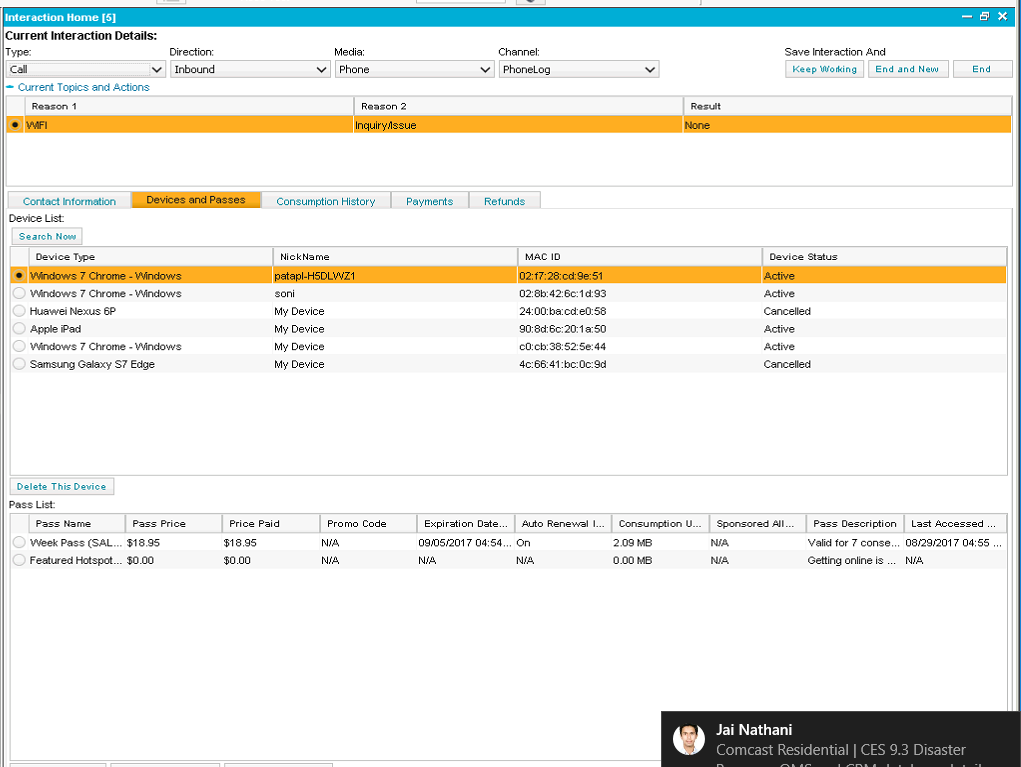 Interaction Home [5]
Current Interaction Details:
Type: Direction: Media: Channel: Save Interaction And
Call Inbound Phone PhoneLog Keep Working End and New End
Current Topics and Actions
Reason 1 Reason 2 Result
WIFI Inquiry/Issue None
Contact Information Devices and Passes Consumption History Payments Refunds
Device List:
Search Now
Device Type NickName MAC ID Device Status
Windows 7 Chrome - Windows patapl-H5DLWZ1 02:f7:28:cd:9e:51 Active
Windows 7 Chrome - Windows soni 02:8b:42:6c:1d:93 Active
Huawei Nexus 6P My Device 24:00:ba:cd:e0:58 Cancelled
Apple iPad My Device 90:8d:6c:20:1a:50 Active
Windows 7 Chrome - Windows My Device c0:cb:38:52:5e:44 Active
Samsung Galaxy S7 Edge My Device 4c:66:41:bc:0c:9d Cancelled
Delete This Device
Pass List:
Pass Name Pass Price Price Paid Promo Code Expiration Date... Auto Renewal I... Consumption U... Sponsored All... Pass Description Last Accessed ...
Week Pass (SAL... $18.95 $18.95 N/A 09/05/2017 04:54... On 2.09 MB N/A Valid for 7 conse... 08/29/2017 04:55 ...
Featured Hotspot... $0.00 $0.00 N/A N/A N/A 0.00 MB N/A Getting online is ... N/A
Jai Nathani
Comcast Residential | CES 9.3 Disaster